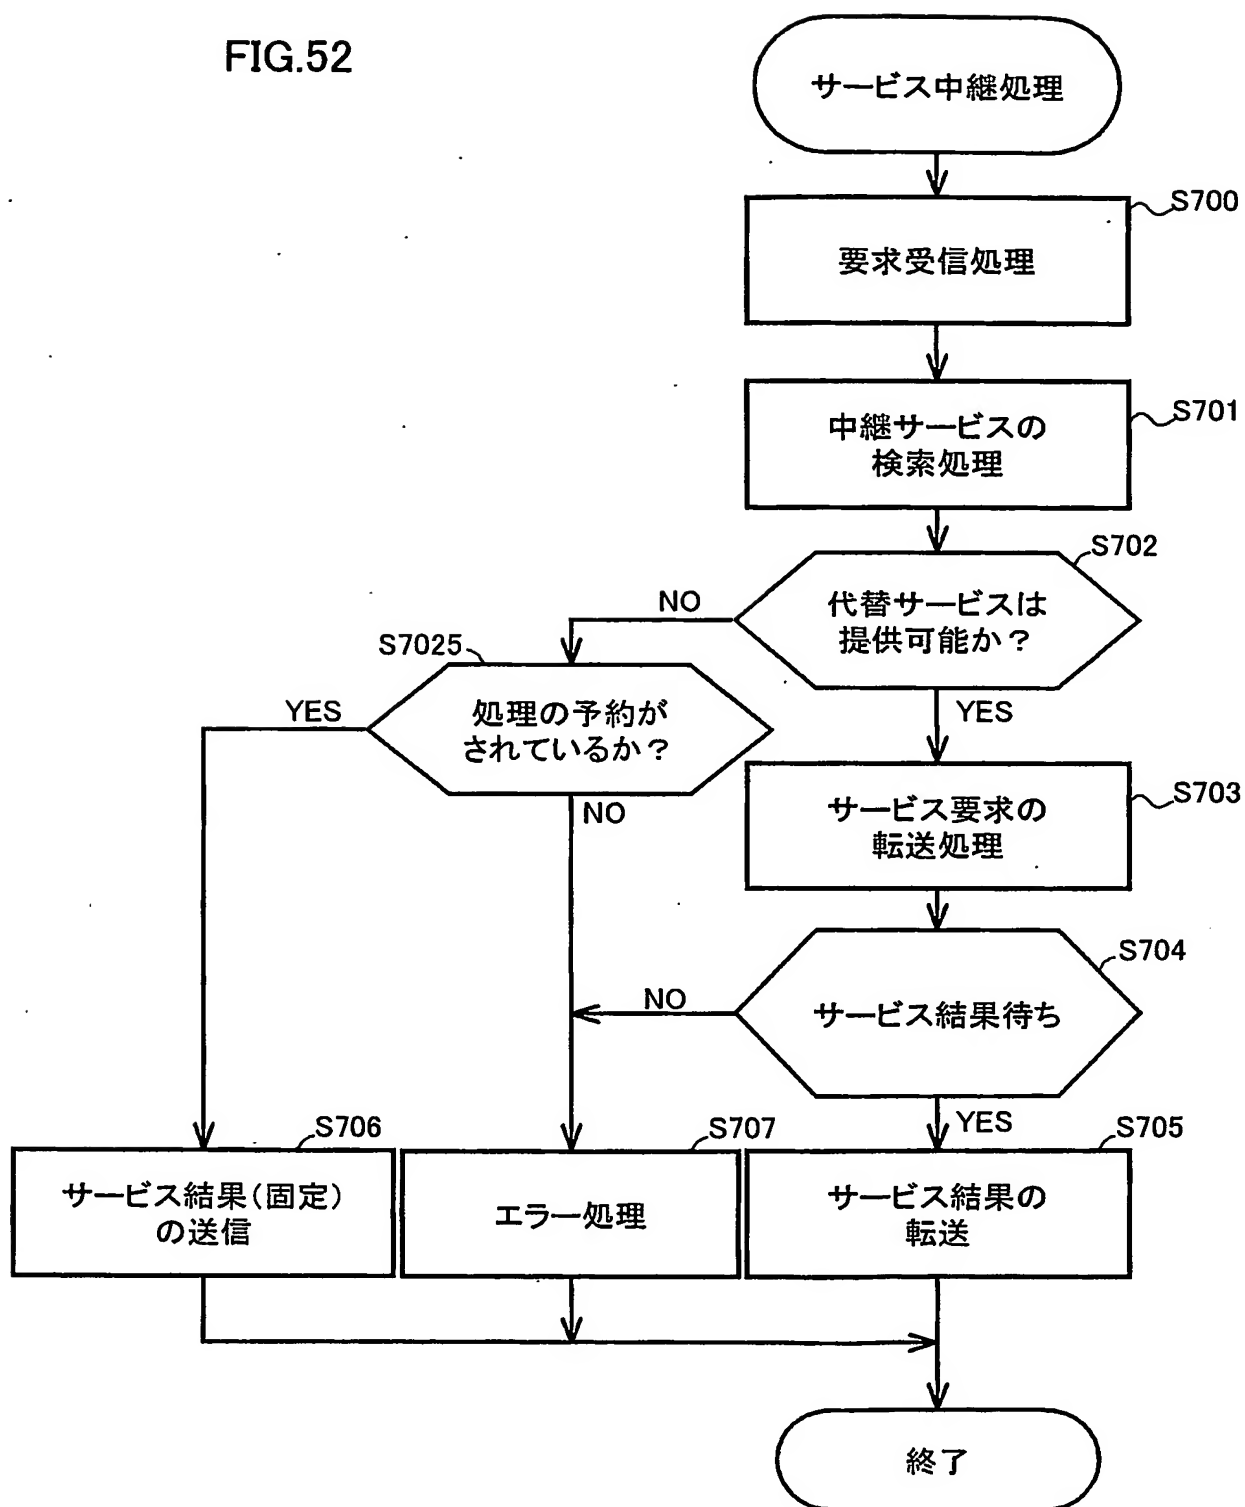 FIG.52
サービス中継処理
S700
要求受信処理
S701
中継サービスの
検索処理
S702
代替サービスは
提供可能か？
NO
YES
S7025
処理の予約が
されているか？
YES
NO
S703
サービス要求の
転送処理
S704
サービス結果待ち
NO
YES
S706
サービス結果（固定）
の送信
S707
エラー処理
S705
サービス結果の
転送
終了